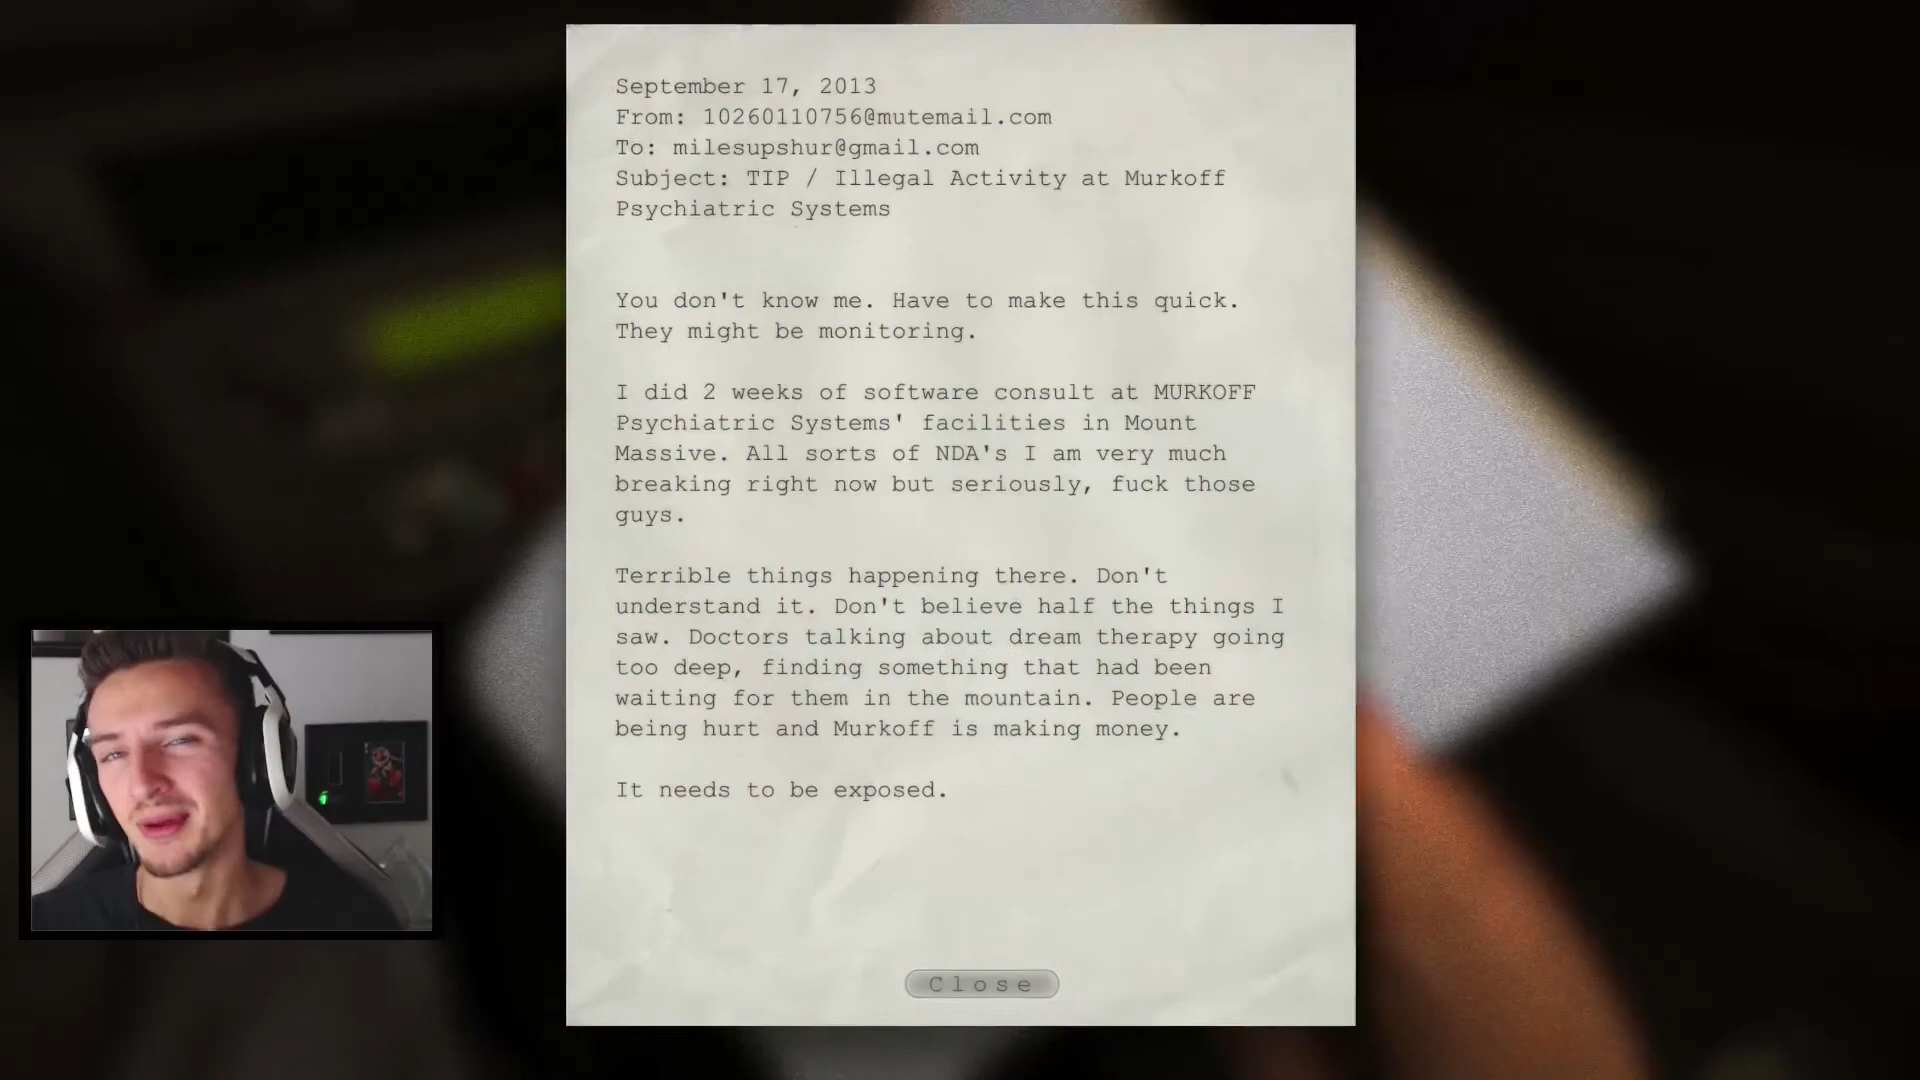 September 17, 2013
From: 10260110756@mutemail.com
To: milesupshur@gmail.com
Subject: TIP / Illegal Activity at Murkoff
Psychiatric Systems
You don't know me. Have to make this quick.
They might be monitoring.
I did 2 weeks of software consult at MURKOFF
Psychiatric Systems' facilities in Mount
Massive. All sorts of NDA's I am very much
breaking right now but seriously, fuck those
guys.
Terrible things happening there. Don't
understand it. Don't believe half the things I
saw. Doctors talking about dream therapy going
too deep, finding something that had been
waiting for them in the mountain. People are
being hurt and Murkoff is making money.
It needs to be exposed.
Close